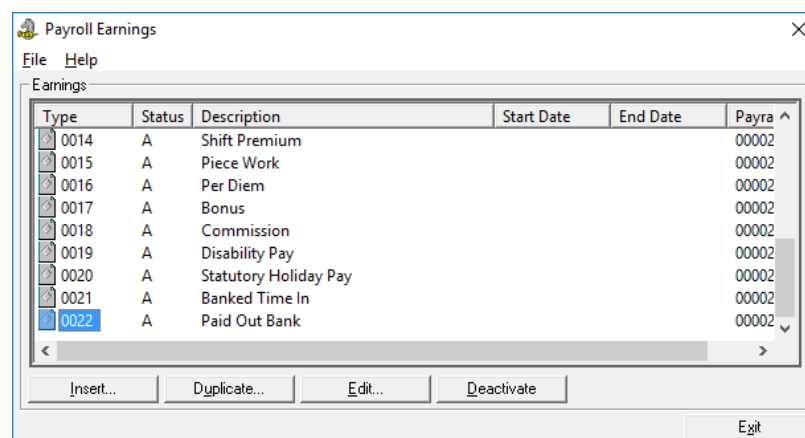 Payroll Earnings
File Help
Earnings
Type Status Description Start Date End Date Payra
0014 A Shift Premium 00002
0015 A Piece Work 00002
0016 A Per Diem 00002
0017 A Bonus 00002
0018 A Commission 00002
0019 A Disability Pay 00002
0020 A Statutory Holiday Pay 00002
0021 A Banked Time In 00002
0022 A Paid Out Bank 00002
Insert... Duplicate... Edit... Deactivate
Exit